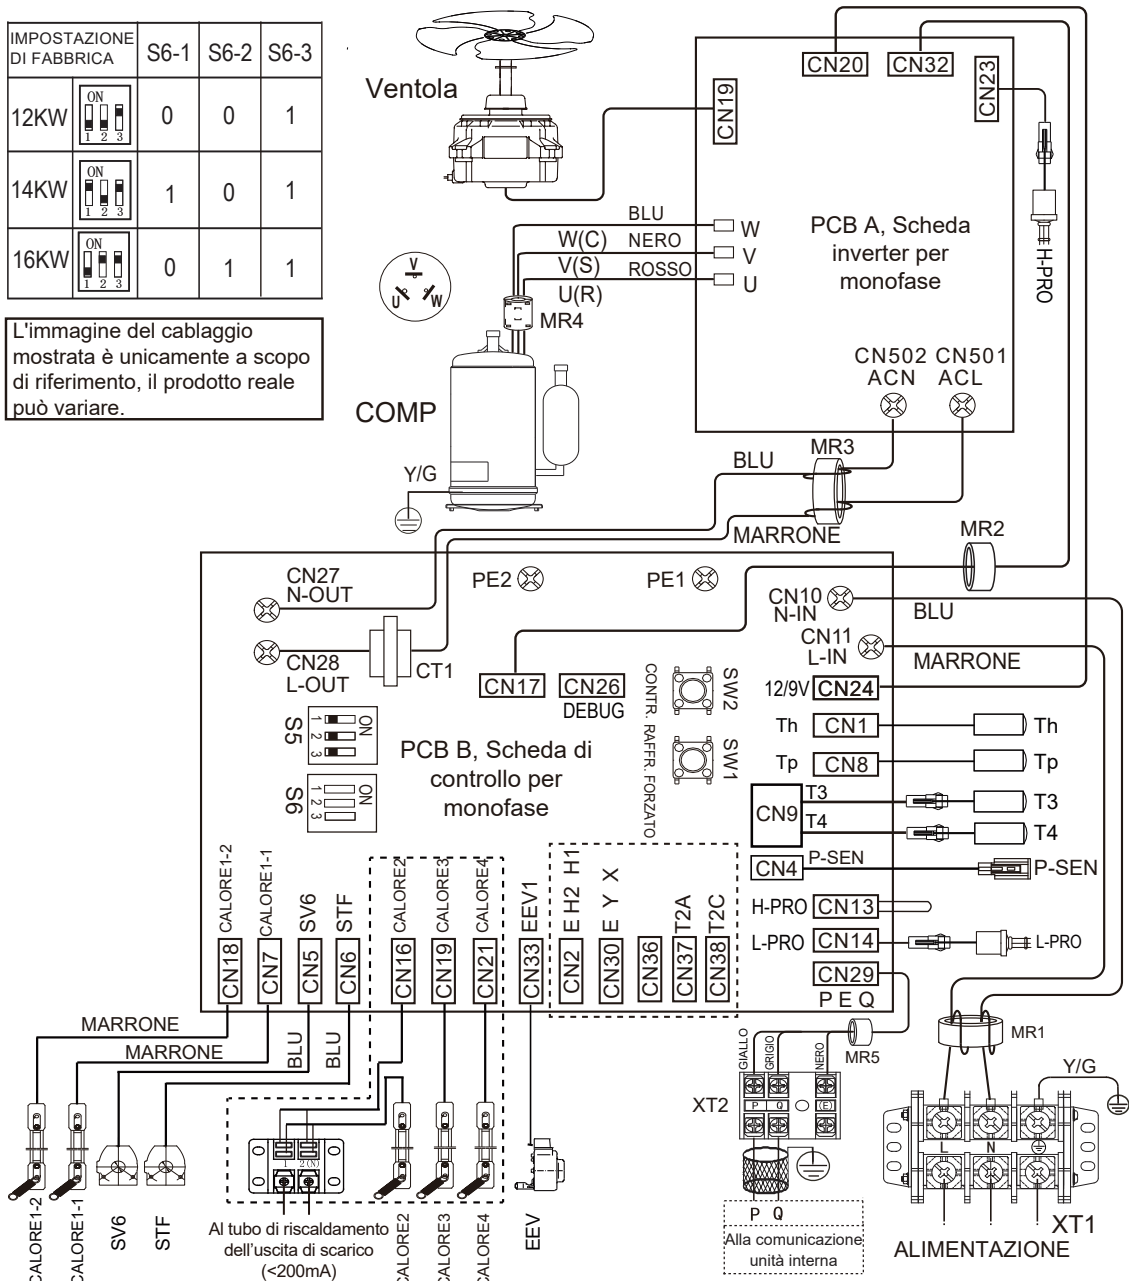 IMPOSTAZIONE
DI FABBRICA
S6-1
S6-2
S6-3
12KW
ON
1 2 3
0
0
1
14KW
ON
1 2 3
1
0
1
16KW
ON
1 2 3
0
1
1
L'immagine del cablaggio
mostrata è unicamente a scopo
di riferimento, il prodotto reale
può variare.
Ventola
CN20
CN32
CN23
CN19
H-PRO
PCB A, Scheda
inverter per
monofase
BLU
W
W(C)
NERO
V
V(S)
ROSSO
U
U(R)
V
U
W
MR4
COMP
Y/G
CN502
ACN
CN501
ACL
MR3
BLU
MARRONE
MR2
CN27
N-OUT
PE2
PE1
CN10
N-IN
BLU
CN11
L-IN
MARRONE
CN28
L-OUT
CT1
CN17
CN26
DEBUG
CONTR. RAFFR. FORZATO
SW2
SW1
12/9V
CN24
S5
1
2
3
ON
S6
1
2
3
ON
PCB B, Scheda di
controllo per
monofase
Th
CN1
Th
Tp
CN8
Tp
CN9
T3
T3
T4
T4
CN4
P-SEN
P-SEN
H-PRO
CN13
L-PRO
CN14
L-PRO
CN29
P E Q
CALORE1-2
CALORE1-1
SV6
STF
CALORE2
CALORE3
CALORE4
EEV1
E H2 H1
E Y X
T2A
T2C
CN18
CN7
CN5
CN6
CN16
CN19
CN21
CN33
CN2
CN30
CN36
CN37
CN38
MARRONE
MARRONE
BLU
BLU
GIALLO
GRIGIO
NERO
MR5
MR1
Y/G
XT2
P
Q
(E)
L
N
1
2(N)
P Q
Alla comunicazione
unità interna
XT1
ALIMENTAZIONE
CALORE1-2
CALORE1-1
SV6
STF
Al tubo di riscaldamento
dell'uscita di scarico
(<200mA)
CALORE2
CALORE3
CALORE4
EEV